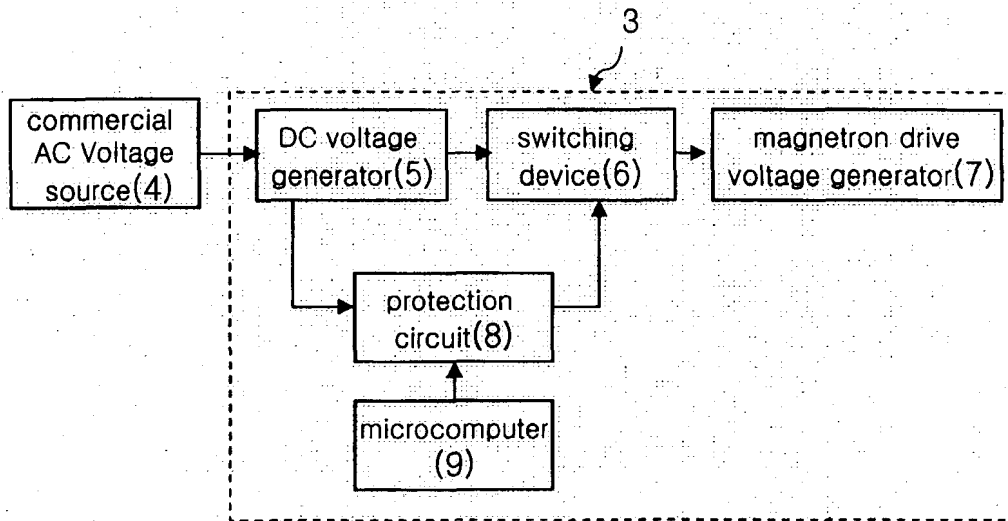 3
commercial
AC Voltage
source(4)
DC voltage
generator(5)
switching
device(6)
magnetron drive
voltage generator(7)
protection
circuit(8)
microcomputer
(9)